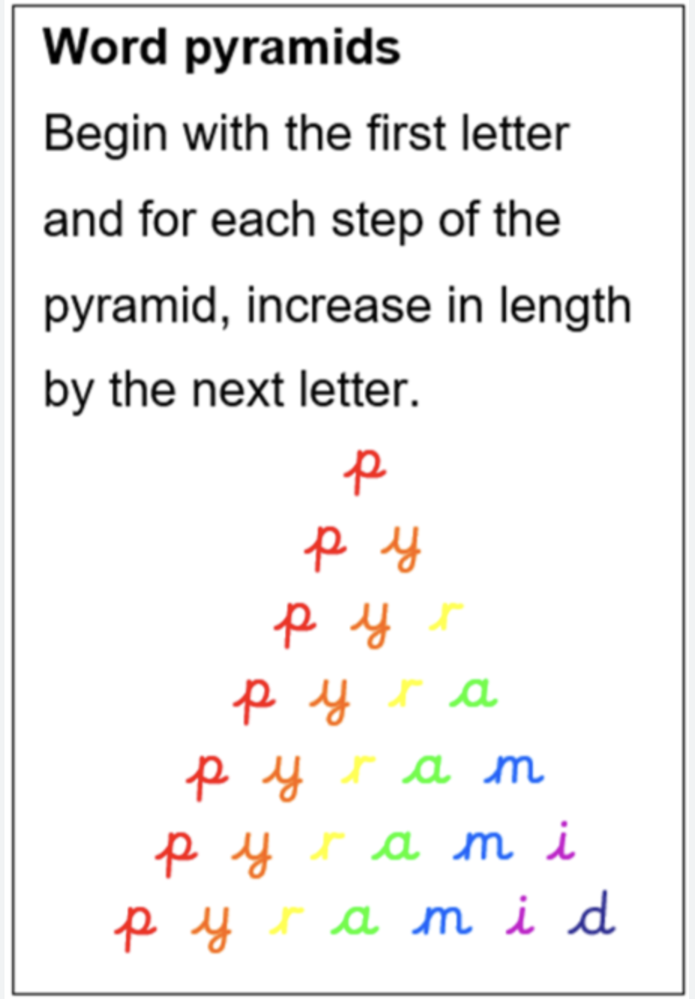 Word pyramids
Begin with the first letter
and for each step of the
pyramid, increase in length
by the next letter.
p
p y
p y r
p y r a
p y r a m
p y r a m i
p y r a m i d